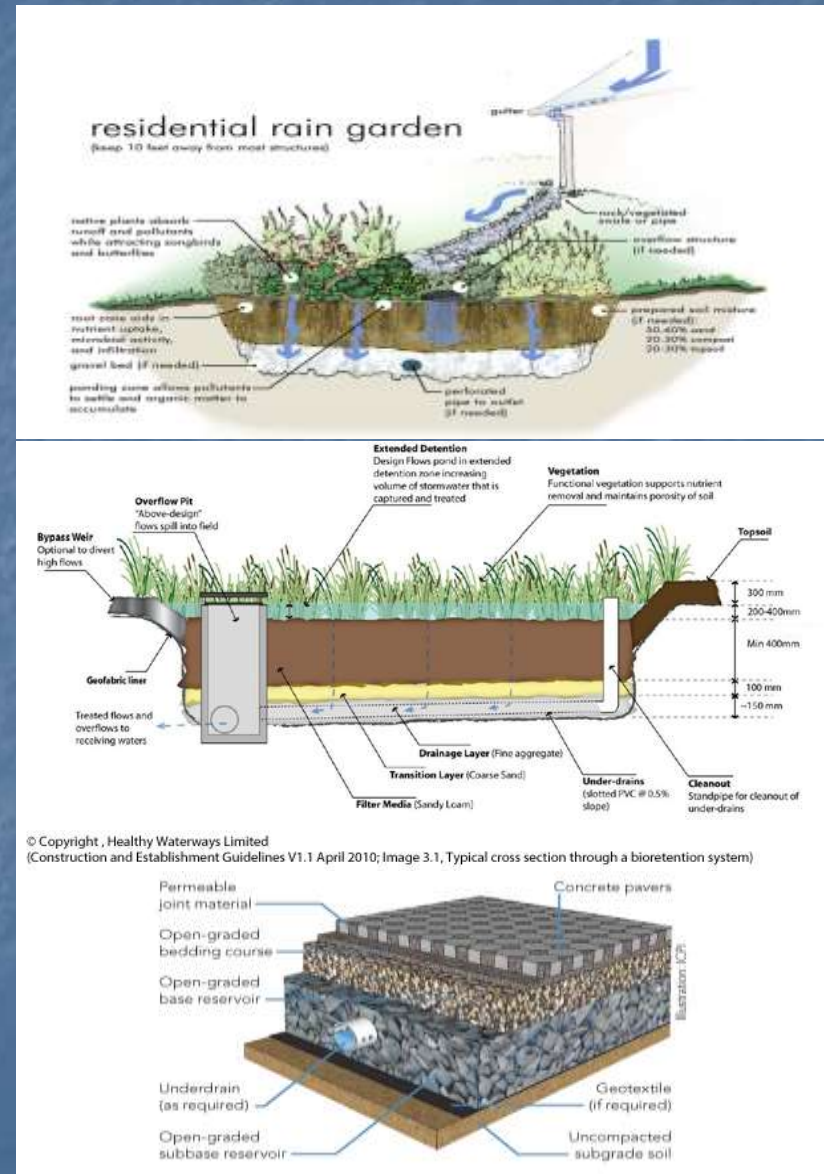 residential rain garden
(keep 10 feet away from most structures)
gutter
native plants absorb
runoff and pollutants
while attracting songbirds
and butterflies
rock/vegetated
swale or pipe
overflow structure
(if needed)
root zone aids in
nutrient uptake,
microbial activity,
and infiltration
prepared soil mixture
(if needed):
50-60% sand
20-30% compost
20-30% topsoil
gravel bed (if needed)
ponding zone allows pollutants
to settle and organic matter to
accumulate
perforated
pipe to outlet
(if needed)
Extended Detention
Design Flows pond in extended
detention zone increasing
volume of stormwater that is
captured and treated
Vegetation
Functional vegetation supports nutrient
removal and maintains porosity of soil
Overflow Pit
"Above-design"
flows spill into field
Bypass Weir
Optional to divert
high flows
Topsoil
300 mm
200-400mm
Min 400mm
100 mm
~150 mm
Geofabric liner
Treated flows and
overflows to
receiving waters
Drainage Layer (Fine aggregate)
Transition Layer (Coarse Sand)
Filter Media (Sandy Loam)
Under-drains
(slotted PVC @ 0.5%
slope)
Cleanout
Standpipe for cleanout of
under-drains
© Copyright , Healthy Waterways Limited
(Construction and Establishment Guidelines V1.1 April 2010; Image 3.1, Typical cross section through a bioretention system)
Permeable
joint material
Concrete pavers
Open-graded
bedding course
Open-graded
base reservoir
Illustration: ICPI
Underdrain
(as required)
Geotextile
(if required)
Open-graded
subbase reservoir
Uncompacted
subgrade soil